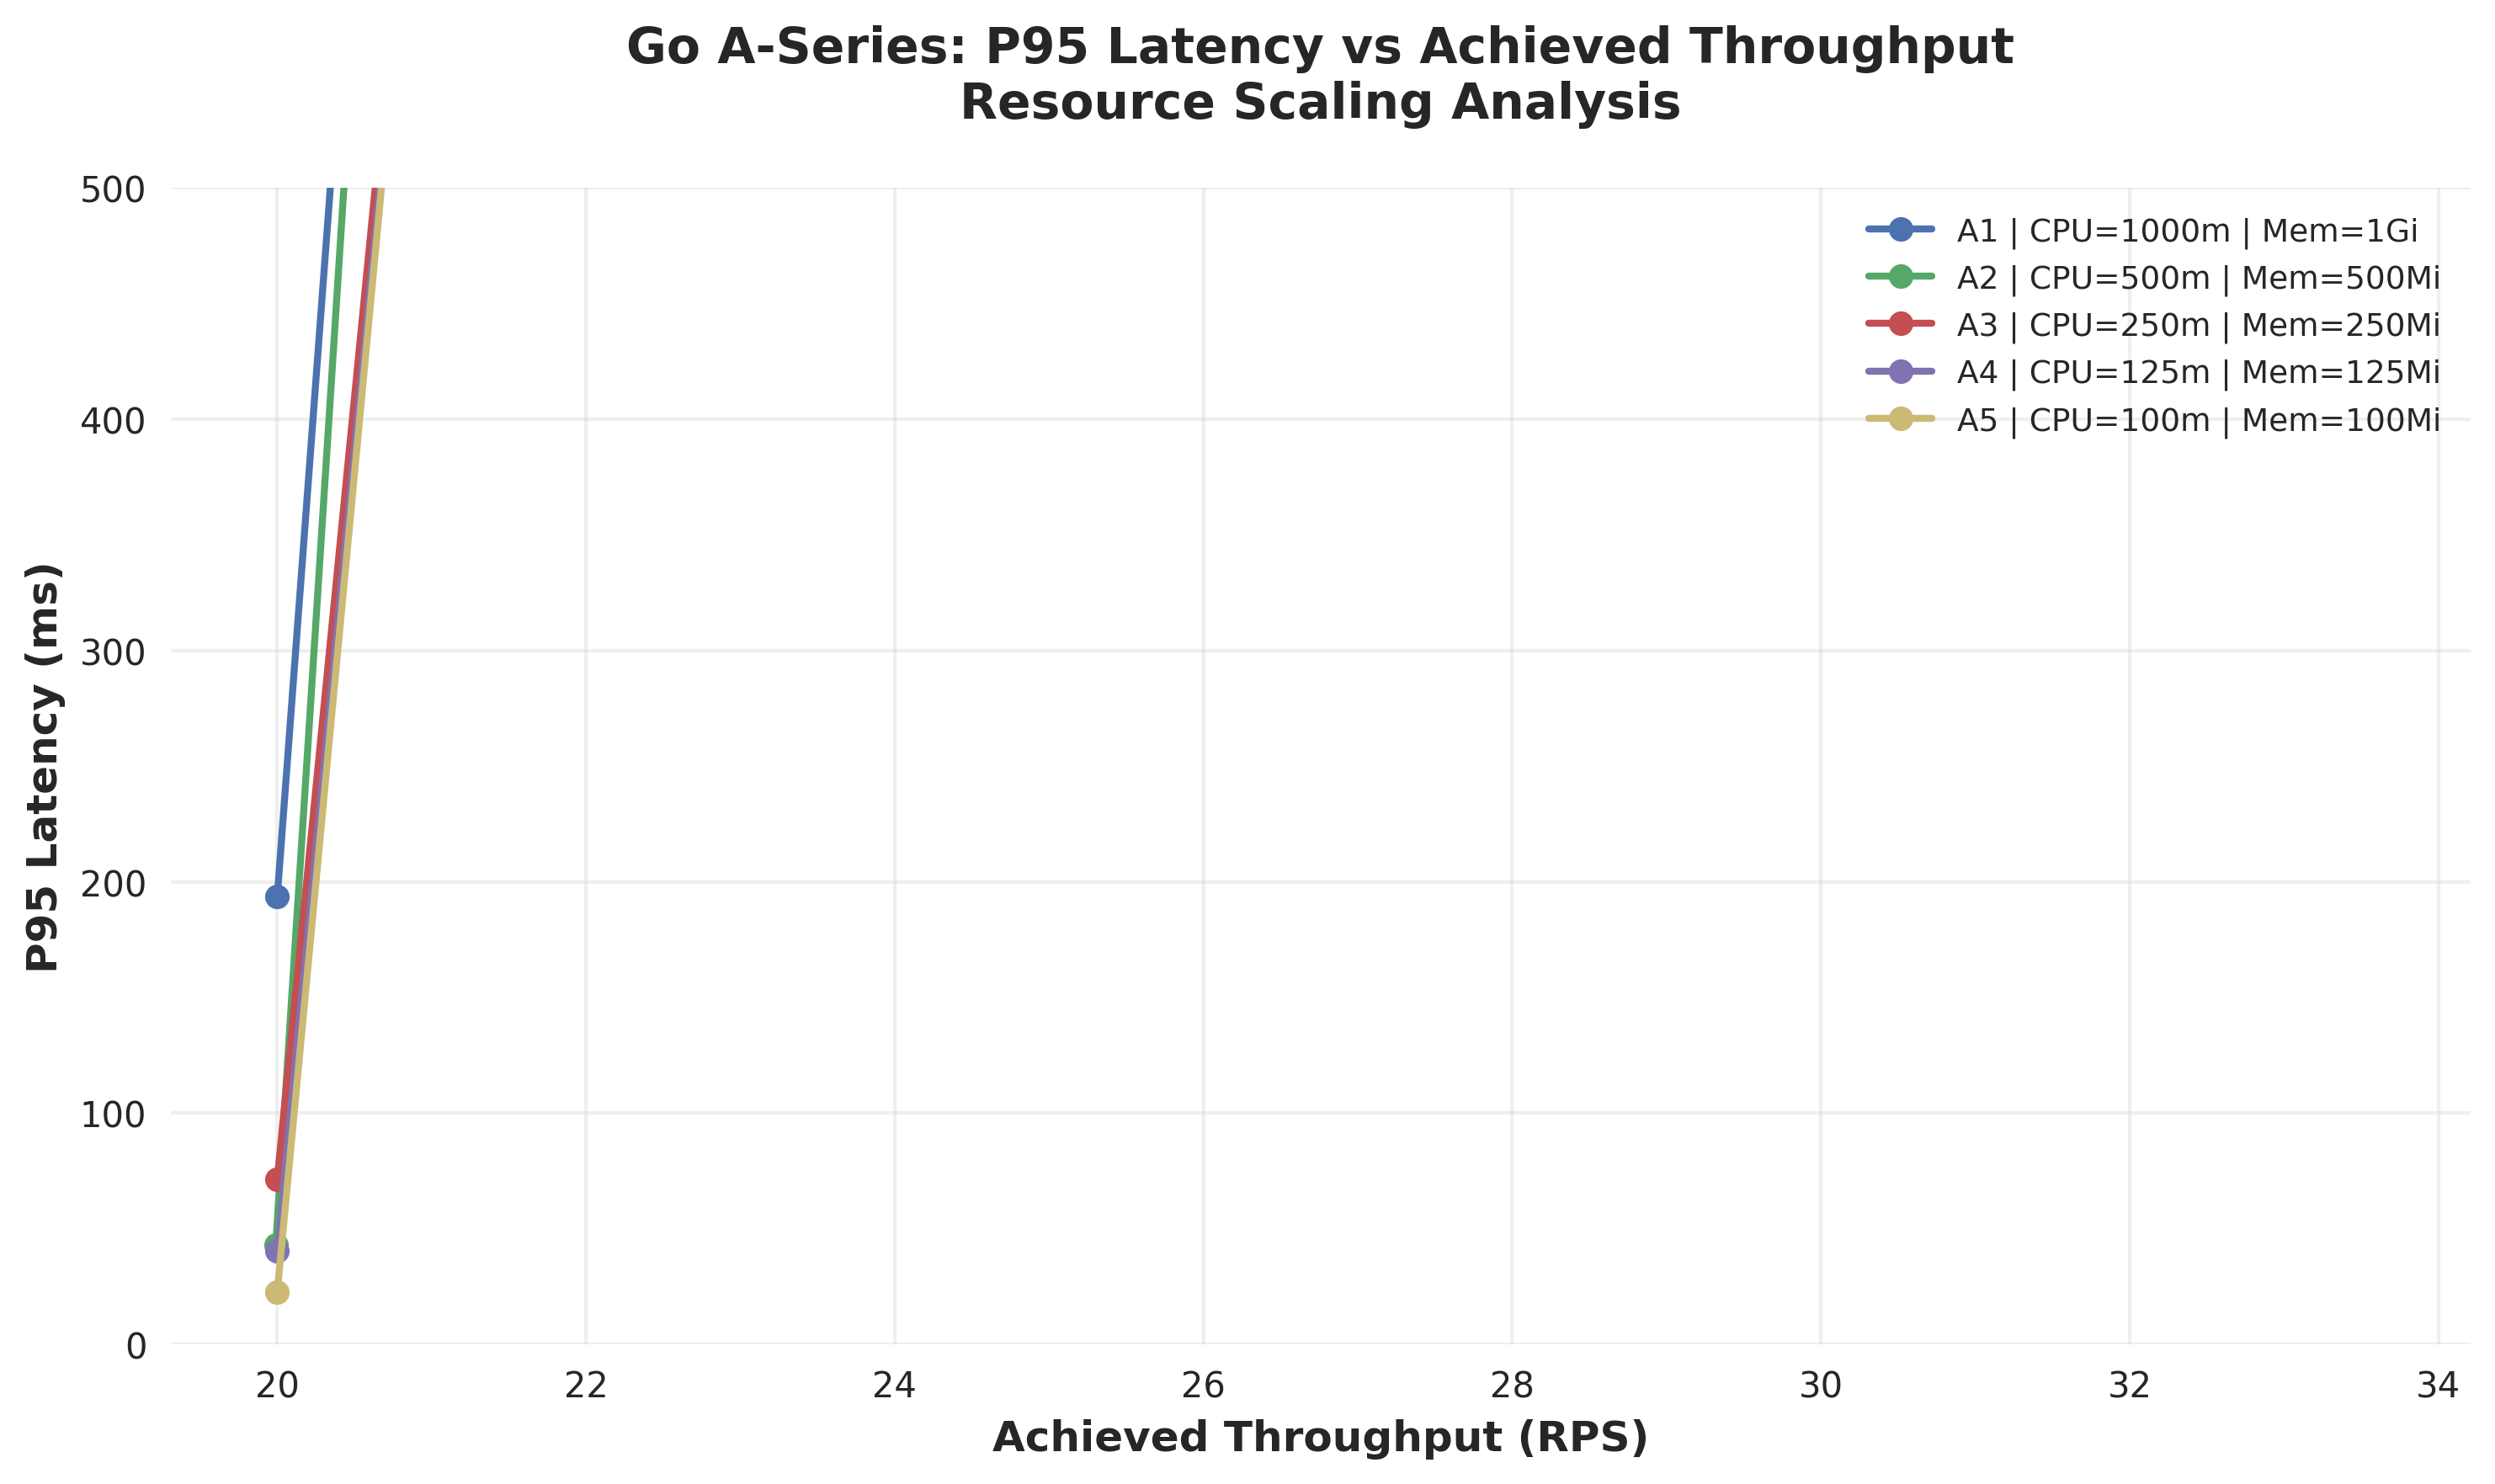 Go A-Series: P95 Latency vs Achieved Throughput
Resource Scaling Analysis
P95 Latency (ms)
500
400
300
200
100
0
A1 | CPU=1000m | Mem=1Gi
A2 | CPU=500m | Mem=500Mi
A3 | CPU=250m | Mem=250Mi
A4 | CPU=125m | Mem=125Mi
A5 | CPU=100m | Mem=100Mi
20 22 24 26 28 30 32 34
Achieved Throughput (RPS)